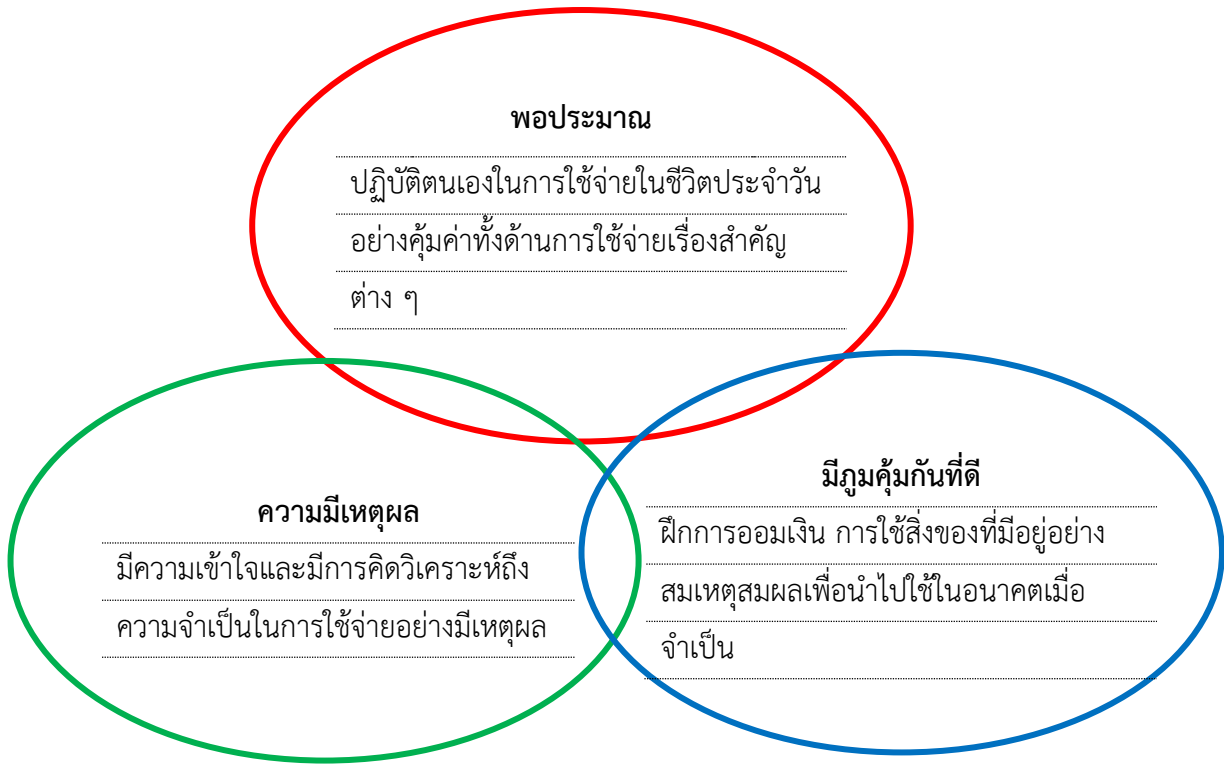 พอประมาณ
ปฏิบัติตนเองในการใช้จ่ายในชีวิตประจำวัน
อย่างคุ้มค่าทั้งด้านการใช้จ่ายเรื่องสำคัญ
ต่าง ๆ
ความมีเหตุผล
มีความเข้าใจและมีการคิดวิเคราะห์ถึง
ความจำเป็นในการใช้จ่ายอย่างมีเหตุผล
มีภูมคุ้มกันที่ดี
ฝึกการออมเงิน การใช้สิ่งของที่มีอยู่อย่าง
สมเหตุสมผลเพื่อนำไปใช้ในอนาคตเมื่อ
จำเป็น